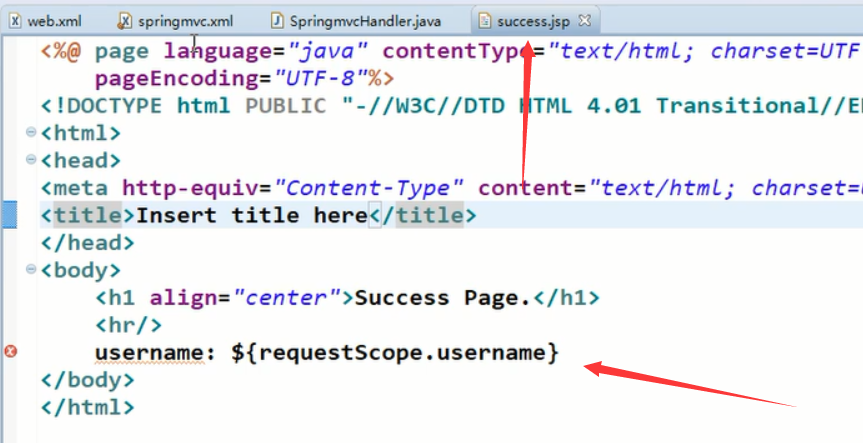 web.xml springmvc.xml SpringmvcHandler.java success.jsp
<%@ page language="java" contentType="text/html; charset=UTF
pageEncoding="UTF-8"%>
<!DOCTYPE html PUBLIC "-//W3C//DTD HTML 4.01 Transitional//E
<html>
<head>
<meta http-equiv="Content-Type" content="text/html; charset=
<title>Insert title here</title>
</head>
<body>
<h1 align="center">Success Page.</h1>
<hr/>
username: ${requestScope.username}
</body>
</html>